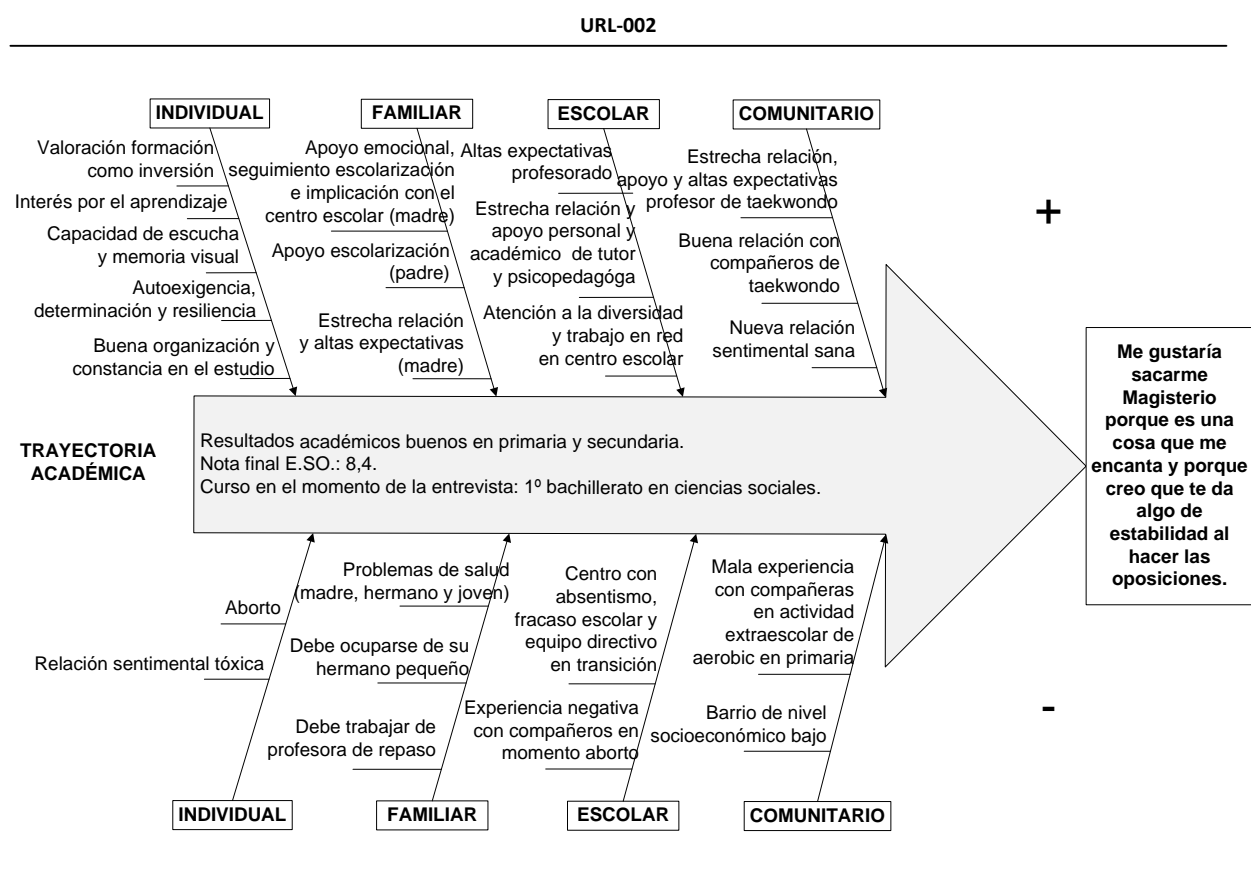 URL-002
INDIVIDUAL
FAMILIAR
ESCOLAR
COMUNITARIO
Valoración formación
como inversión
Interés por el aprendizaje
Capacidad de escucha
y memoria visual
Autoexigencia,
determinación y resiliencia
Buena organización y
constancia en el estudio
Apoyo emocional,
seguimiento escolarización
e implicación con el
centro escolar (madre)
Apoyo escolarización
(padre)
Estrecha relación
y altas expectativas
(madre)
Altas expectativas
profesorado
Estrecha relación y
apoyo personal y
académico de tutor
y psicopedagóga
Atención a la diversidad
y trabajo en red
en centro escolar
Estrecha relación,
apoyo y altas expectativas
profesor de taekwondo
Buena relación con
compañeros de
taekwondo
Nueva relación
sentimental sana
+
TRAYECTORIA
ACADÉMICA
Resultados académicos buenos en primaria y secundaria.
Nota final E.SO.: 8,4.
Curso en el momento de la entrevista: 1º bachillerato en ciencias sociales.
Me gustaría
sacarme
Magisterio
porque es una
cosa que me
encanta y porque
creo que te da
algo de
estabilidad al
hacer las
oposiciones.
Aborto
Relación sentimental tóxica
Problemas de salud
(madre, hermano y joven)
Debe ocuparse de su
hermano pequeño
Debe trabajar de
profesora de repaso
Centro con
absentismo,
fracaso escolar y
equipo directivo
en transición
Experiencia negativa
con compañeros en
momento aborto
Mala experiencia
con compañeras
en actividad
extraescolar de
aerobic en primaria
Barrio de nivel
socioeconómico bajo
-
INDIVIDUAL
FAMILIAR
ESCOLAR
COMUNITARIO